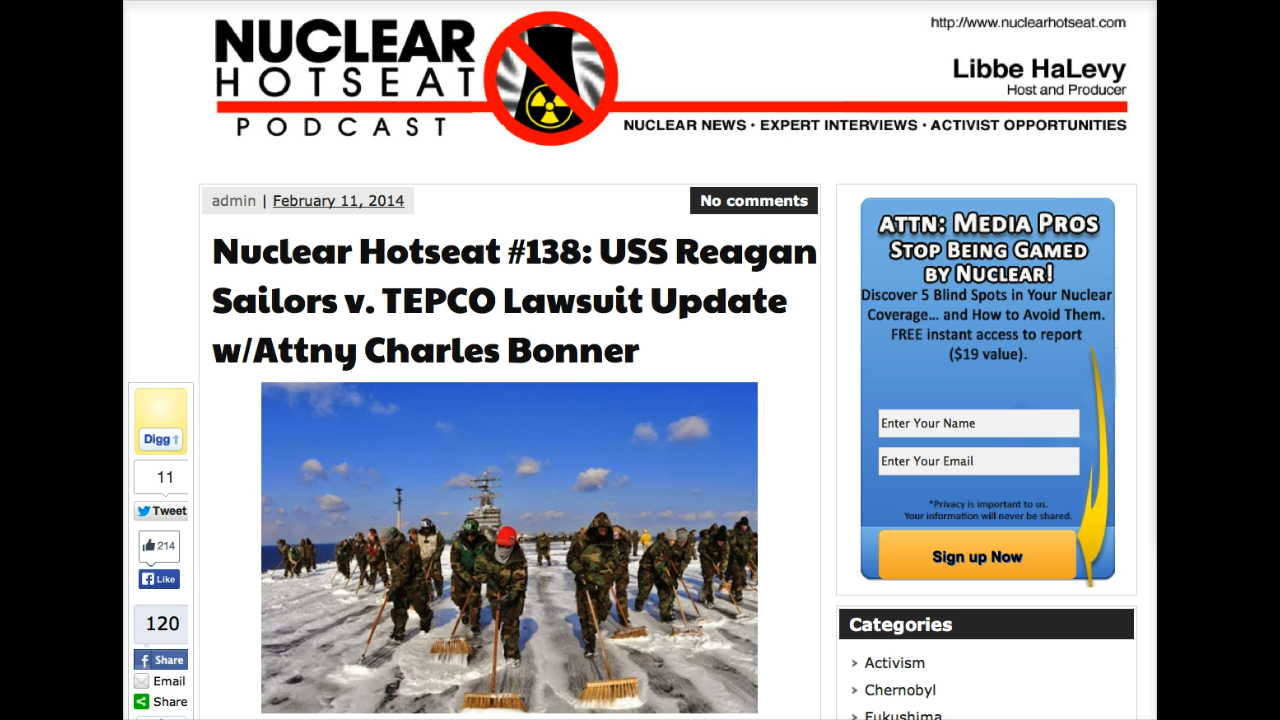 NUCLEAR
HOTSEAT
PODCAST
http://www.nuclearhotseat.com
Libbe HaLevy
Host and Producer
NUCLEAR NEWS • EXPERT INTERVIEWS • ACTIVIST OPPORTUNITIES
admin | February 11, 2014
No comments
Nuclear Hotseat #138: USS Reagan
Sailors v. TEPCO Lawsuit Update
w/Attny Charles Bonner
Digg
11
Tweet
214
Like
120
Share
Email
Share
ATTN: MEDIA PROS
STOP BEING GAMED
BY NUCLEAR!
Discover 5 Blind Spots in Your Nuclear
Coverage... and How to Avoid Them.
FREE instant access to report
($19 value).
Enter Your Name
Enter Your Email
*Privacy is important to us.
Your information will never be shared.
Sign up Now
Categories
Activism
Chernobyl
Fukushima